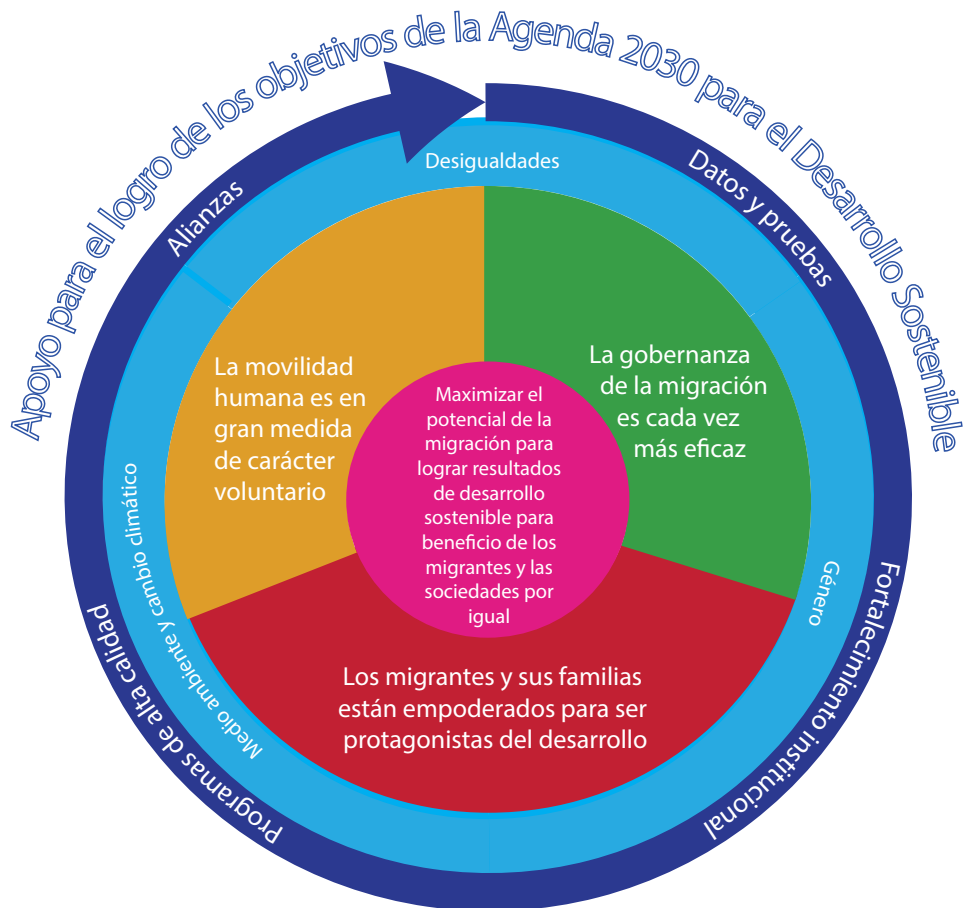 Apoyo para el logro de los objetivos de la Agenda 2030 para el Desarrollo Sostenible
Alianzas
Datos y pruebas
Fortalecimiento institucional
Programas de alta calidad
Desigualdades
Género
Medio ambiente y cambio climático
La movilidad
humana es en
gran medida
de carácter
voluntario
La gobernanza
de la migración
es cada vez
más eficaz
Maximizar el
potencial de la
migración para
lograr resultados
de desarrollo
sostenible para
beneficio de los
migrantes y las
sociedades por
igual
Los migrantes y sus familias
están empoderados para ser
protagonistas del desarrollo